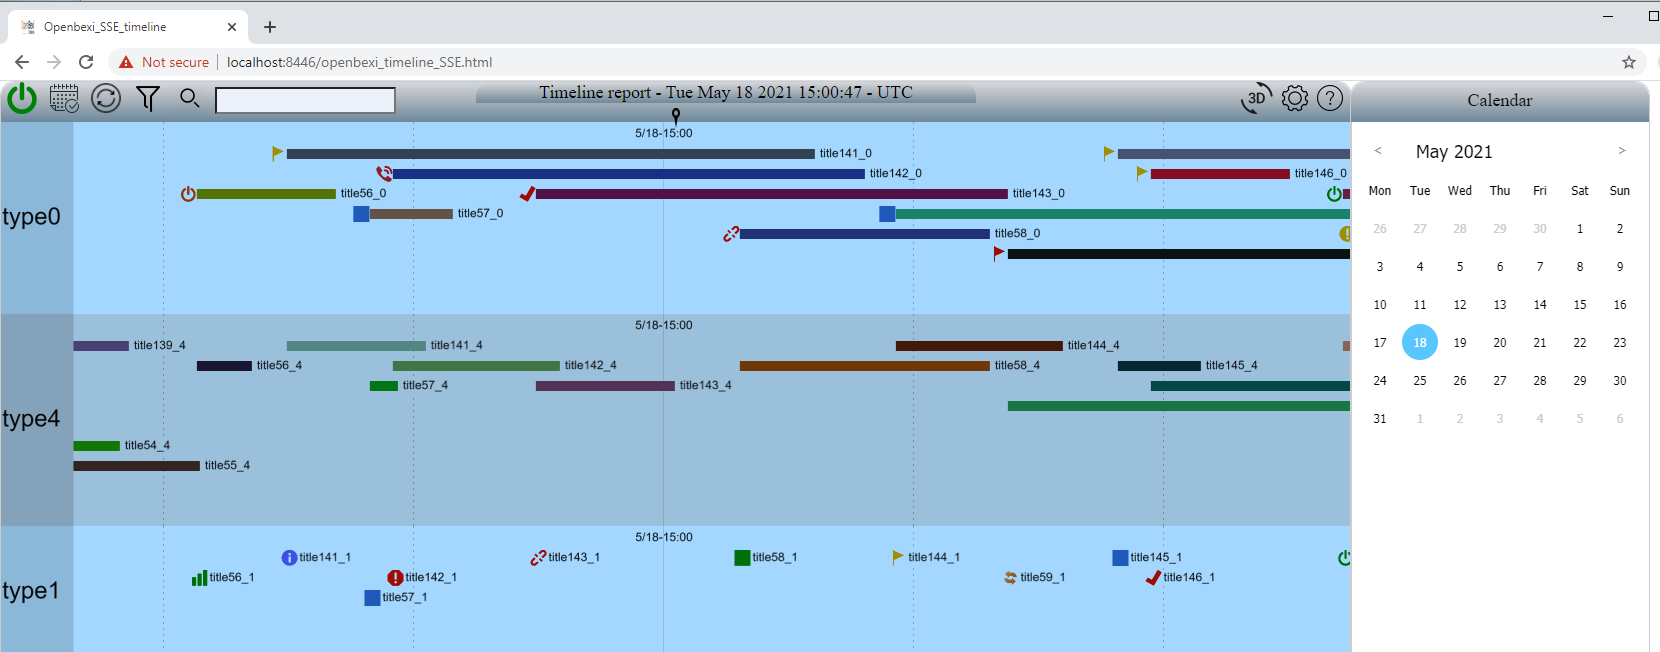 Openbexi_SSE_timeline
Not secure localhost:8446/openbexi_timeline_SSE.html
Timeline report - Tue May 18 2021 15:00:47 - UTC
3D
?
Calendar
5/18-15:00
title141_0
title142_0
title146_0
title56_0
title143_0
type0
title57_0
title58_0
5/18-15:00
title139_4
title141_4
title144_4
title56_4
title142_4
title58_4
title145_4
title57_4
title143_4
type4
title54_4
title55_4
5/18-15:00
title141_1
title143_1
title58_1
title144_1
title145_1
title56_1
title142_1
title59_1
title146_1
type1
title57_1
< May 2021 >
Mon Tue Wed Thu Fri Sat Sun
26 27 28 29 30 1 2
3 4 5 6 7 8 9
10 11 12 13 14 15 16
17 18 19 20 21 22 23
24 25 26 27 28 29 30
31 1 2 3 4 5 6